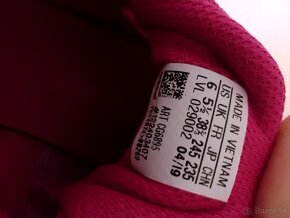 MADE IN VIETNAM
US UK FR JP CHN
6 5½ 38⅔ 245 235
LVL 029002 04/19
ART G36895